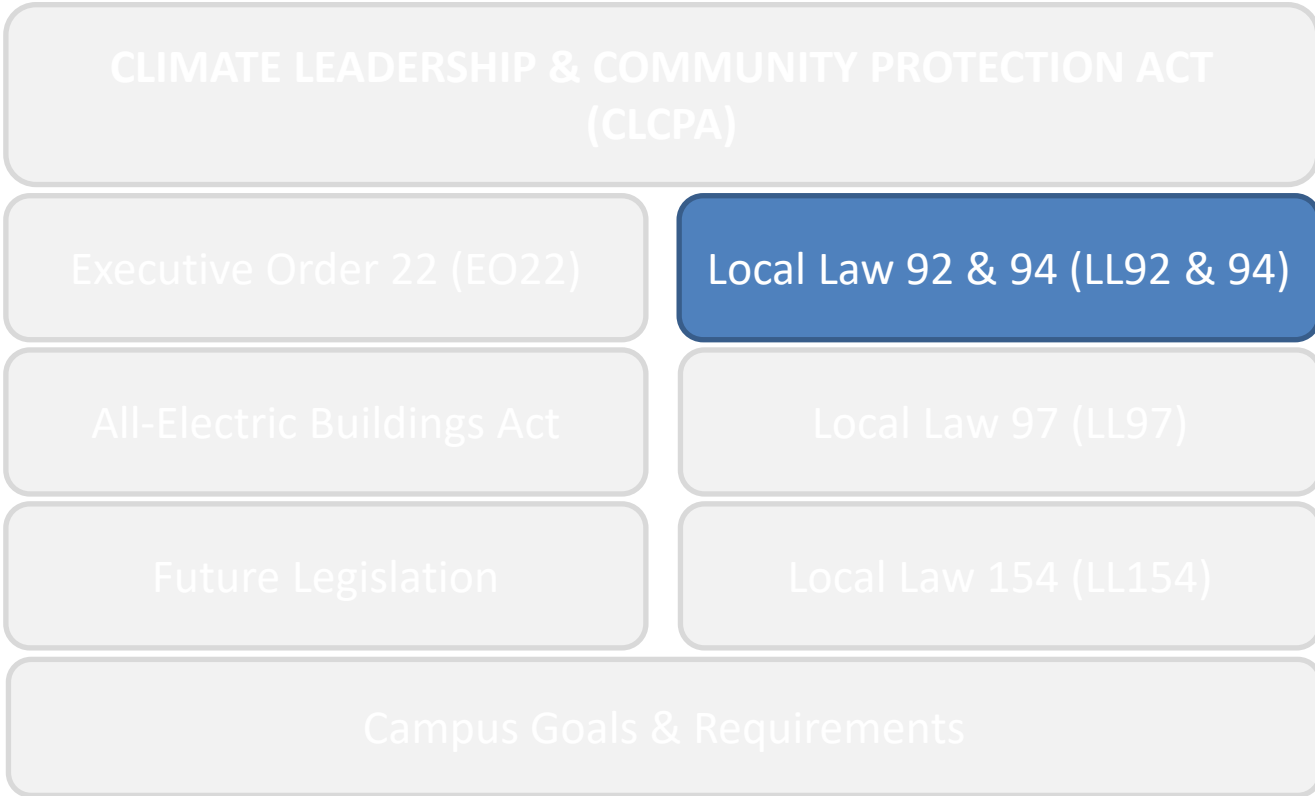 CLIMATE LEADERSHIP & COMMUNITY PROTECTION ACT
(CLCPA)
Executive Order 22 (EO22)
Local Law 92 & 94 (LL92 & 94)
All-Electric Buildings Act
Local Law 97 (LL97)
Future Legislation
Local Law 154 (LL154)
Campus Goals & Requirements